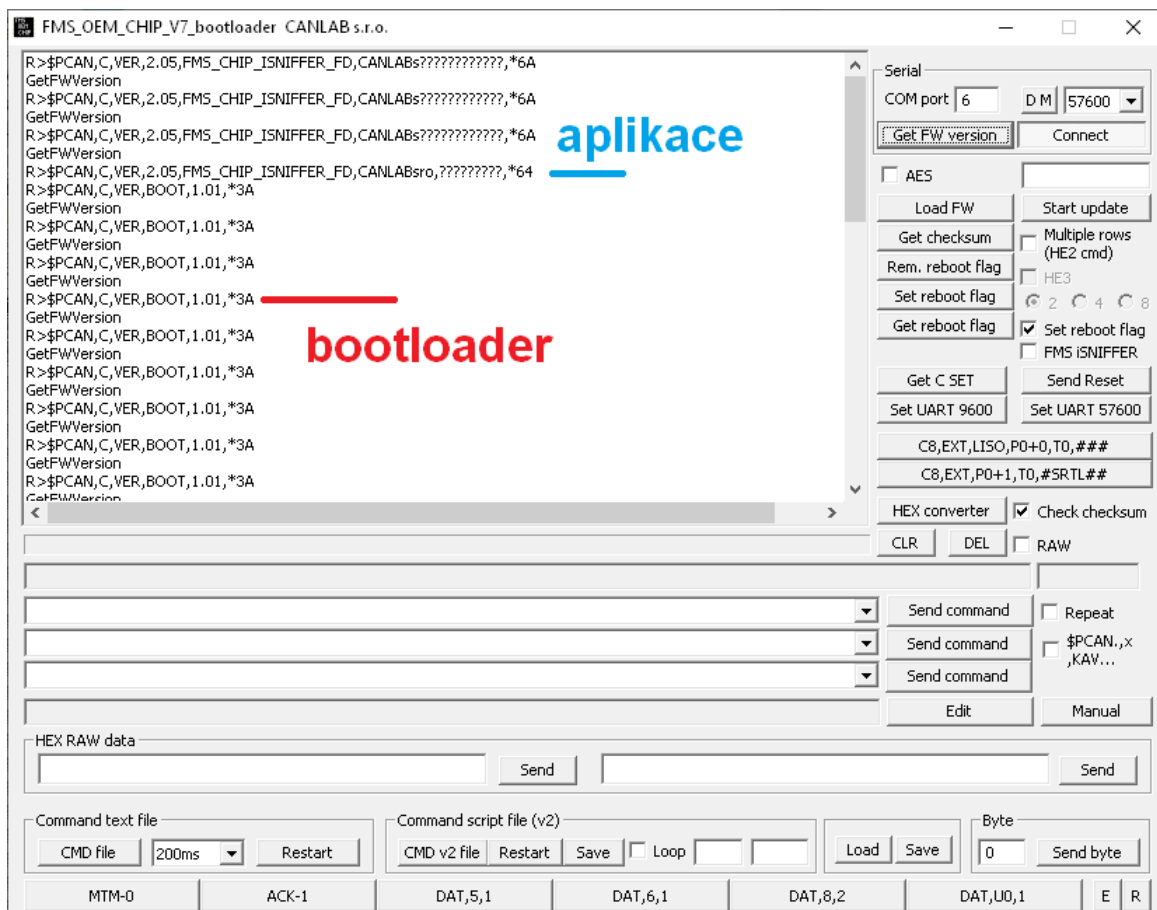 FMS_OEM_CHIP_V7_bootloader CANLAB s.r.o.
R>$PCAN,C,VER,2.05,FMS_CHIP_ISNIFFER_FD,CANLABs????????????,*6A
GetFWVersion
R>$PCAN,C,VER,2.05,FMS_CHIP_ISNIFFER_FD,CANLABs????????????,*6A
GetFWVersion
R>$PCAN,C,VER,2.05,FMS_CHIP_ISNIFFER_FD,CANLABs????????????,*6A
GetFWVersion
R>$PCAN,C,VER,2.05,FMS_CHIP_ISNIFFER_FD,CANLABsro,?????????,*64
R>$PCAN,C,VER,BOOT,1.01,*3A
GetFWVersion
R>$PCAN,C,VER,BOOT,1.01,*3A
GetFWVersion
R>$PCAN,C,VER,BOOT,1.01,*3A
GetFWVersion
R>$PCAN,C,VER,BOOT,1.01,*3A
GetFWVersion
R>$PCAN,C,VER,BOOT,1.01,*3A
GetFWVersion
R>$PCAN,C,VER,BOOT,1.01,*3A
GetFWVersion
R>$PCAN,C,VER,BOOT,1.01,*3A
GetFWVersion
R>$PCAN,C,VER,BOOT,1.01,*3A
GetFWVersion
R>$PCAN,C,VER,BOOT,1.01,*3A
GetFWVersion
aplikace
bootloader
Serial
COM port 6 D M 57600
Get FW version Connect
AES
Load FW Start update
Get checksum Multiple rows
(HE2 cmd)
Rem. reboot flag HE3
Set reboot flag 2 4 8
Get reboot flag Set reboot flag
FMS iSNIFFER
Get C SET Send Reset
Set UART 9600 Set UART 57600
C8,EXT,LISO,P0+0,T0,###
C8,EXT,P0+1,T0,#SRTL##
HEX converter Check checksum
CLR DEL RAW
Send command Repeat
Send command $PCAN.,x
,KAV...
Send command
Edit Manual
HEX RAW data
Send Send
Command text file
CMD file 200ms Restart
Command script file (v2)
CMD v2 file Restart Save Loop
Load Save
Byte
0 Send byte
MTM-0 ACK-1 DAT,5,1 DAT,6,1 DAT,8,2 DAT,U0,1 E R